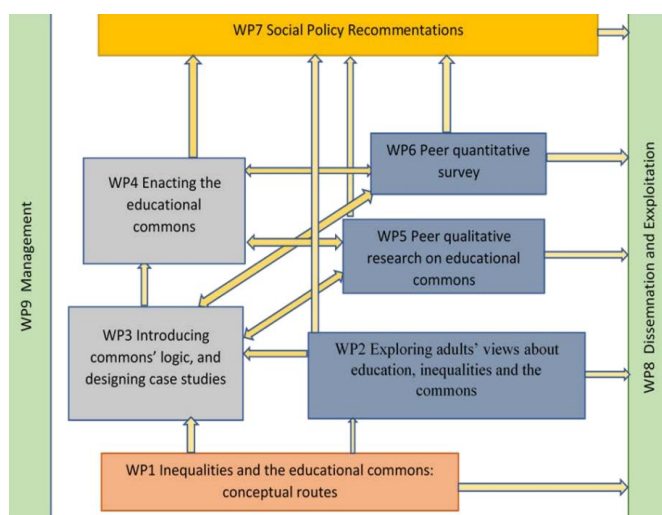 WP7 Social Policy Recommentations
WP6 Peer quantitative
survey
WP4 Enacting the
educational
commons
WP5 Peer qualitative
research on educational
commons
WP3 Introducing
commons' logic, and
designing case studies
WP2 Exploring adults' views about
education, inequalities and the
commons
WP1 Inequalities and the educational commons:
conceptual routes
WP9 Management
WP8 Dissemnation and Exxploitation